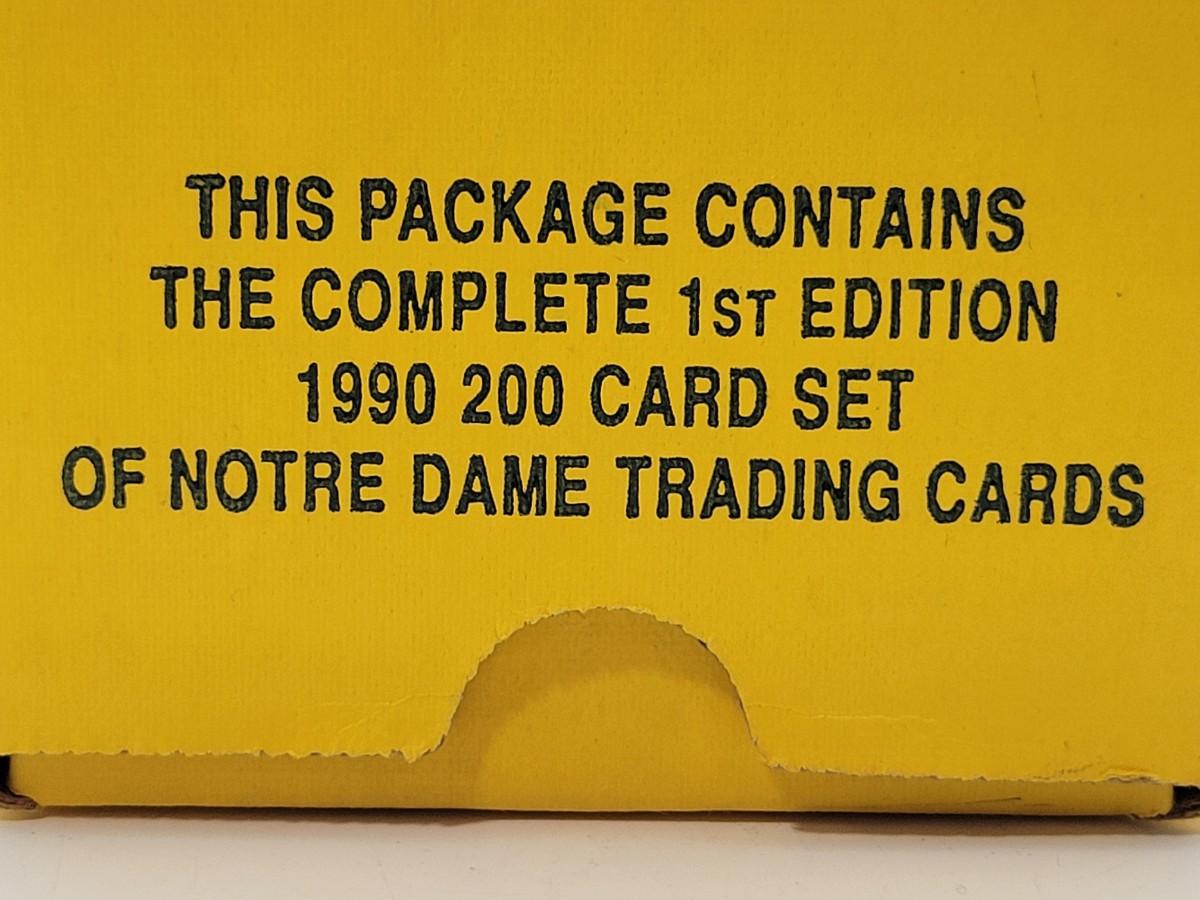 THIS PACKAGE CONTAINS
THE COMPLETE 1ST EDITION
1990 200 CARD SET
OF NOTRE DAME TRADING CARDS